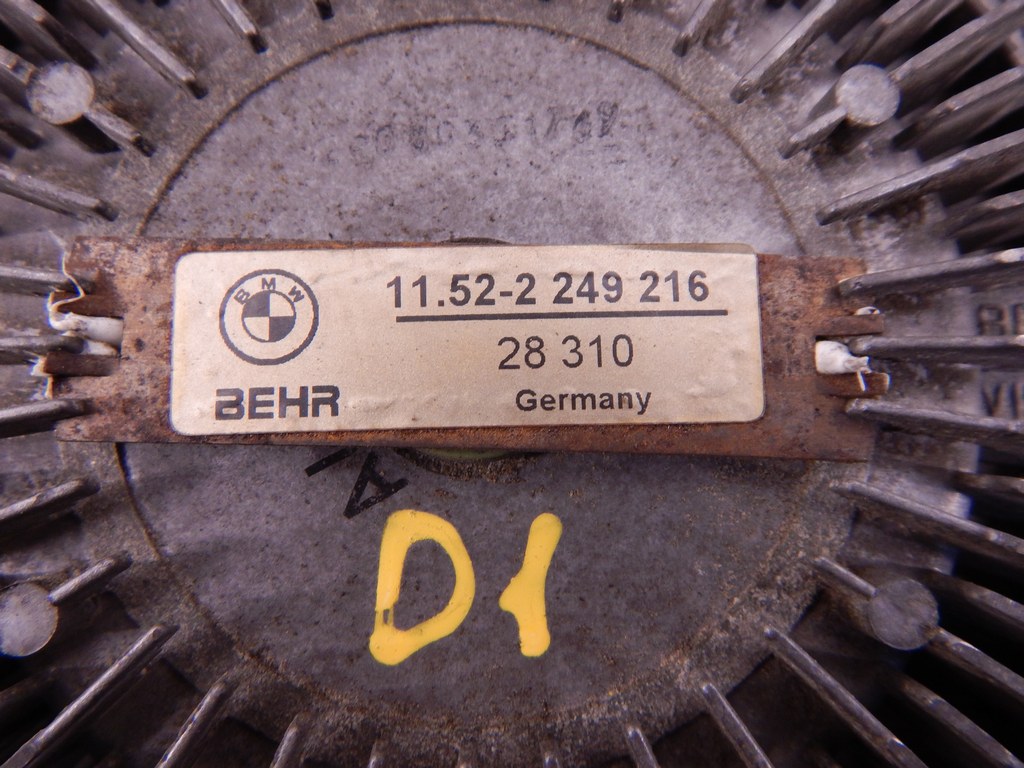 BMW
11.52-2 249 216
28 310
BEHR
Germany
D1